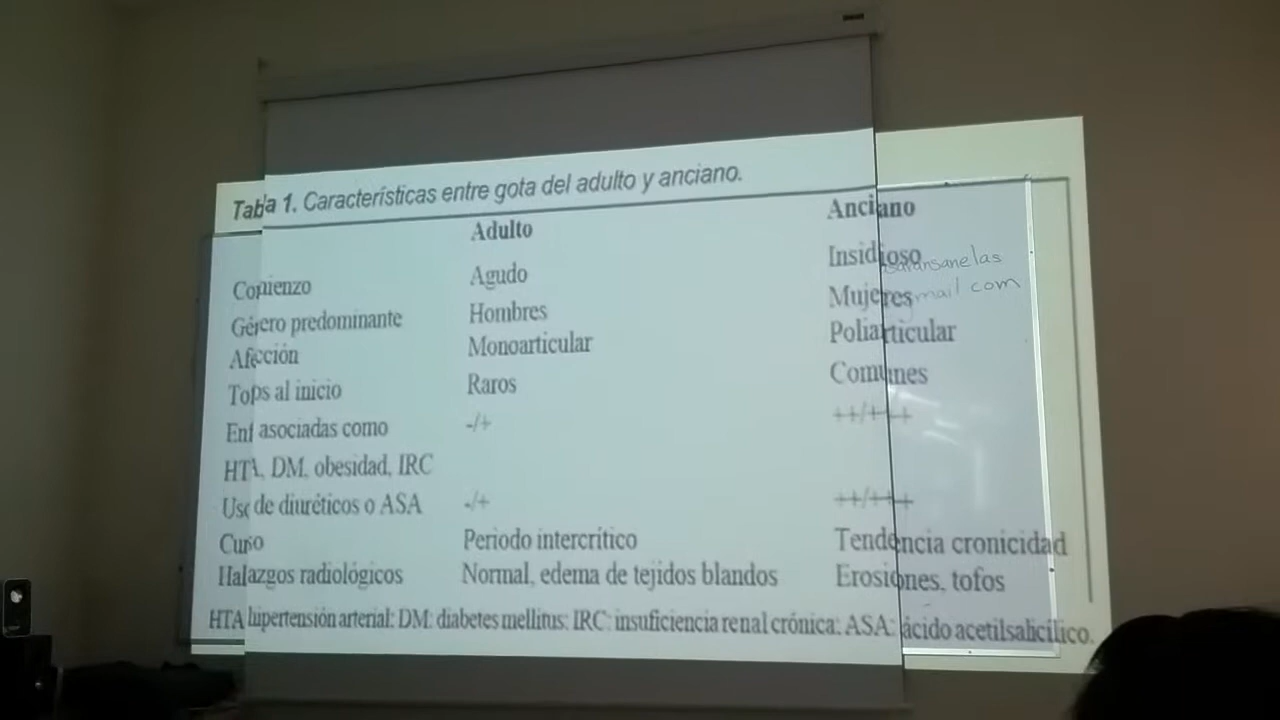 Tabla 1. Características entre gota del adulto y anciano.
Adulto Anciano
Comienzo Agudo Insidioso
Género predominante Hombres Mujeres
Afección Monoarticular Poliarticular
Tofos al inicio Raros Comunes
Enf asociadas como -/+ ++/+++
HTA, DM, obesidad, IRC
Uso de diuréticos o ASA -/+ ++/+++
Curso Periodo intercrítico Tendencia cronicidad
Hallazgos radiológicos Normal, edema de tejidos blandos Erosiones, tofos
HTA hipertensión arterial: DM: diabetes mellitus: IRC: insuficiencia renal crónica: ASA: ácido acetilsalicílico.
mail com